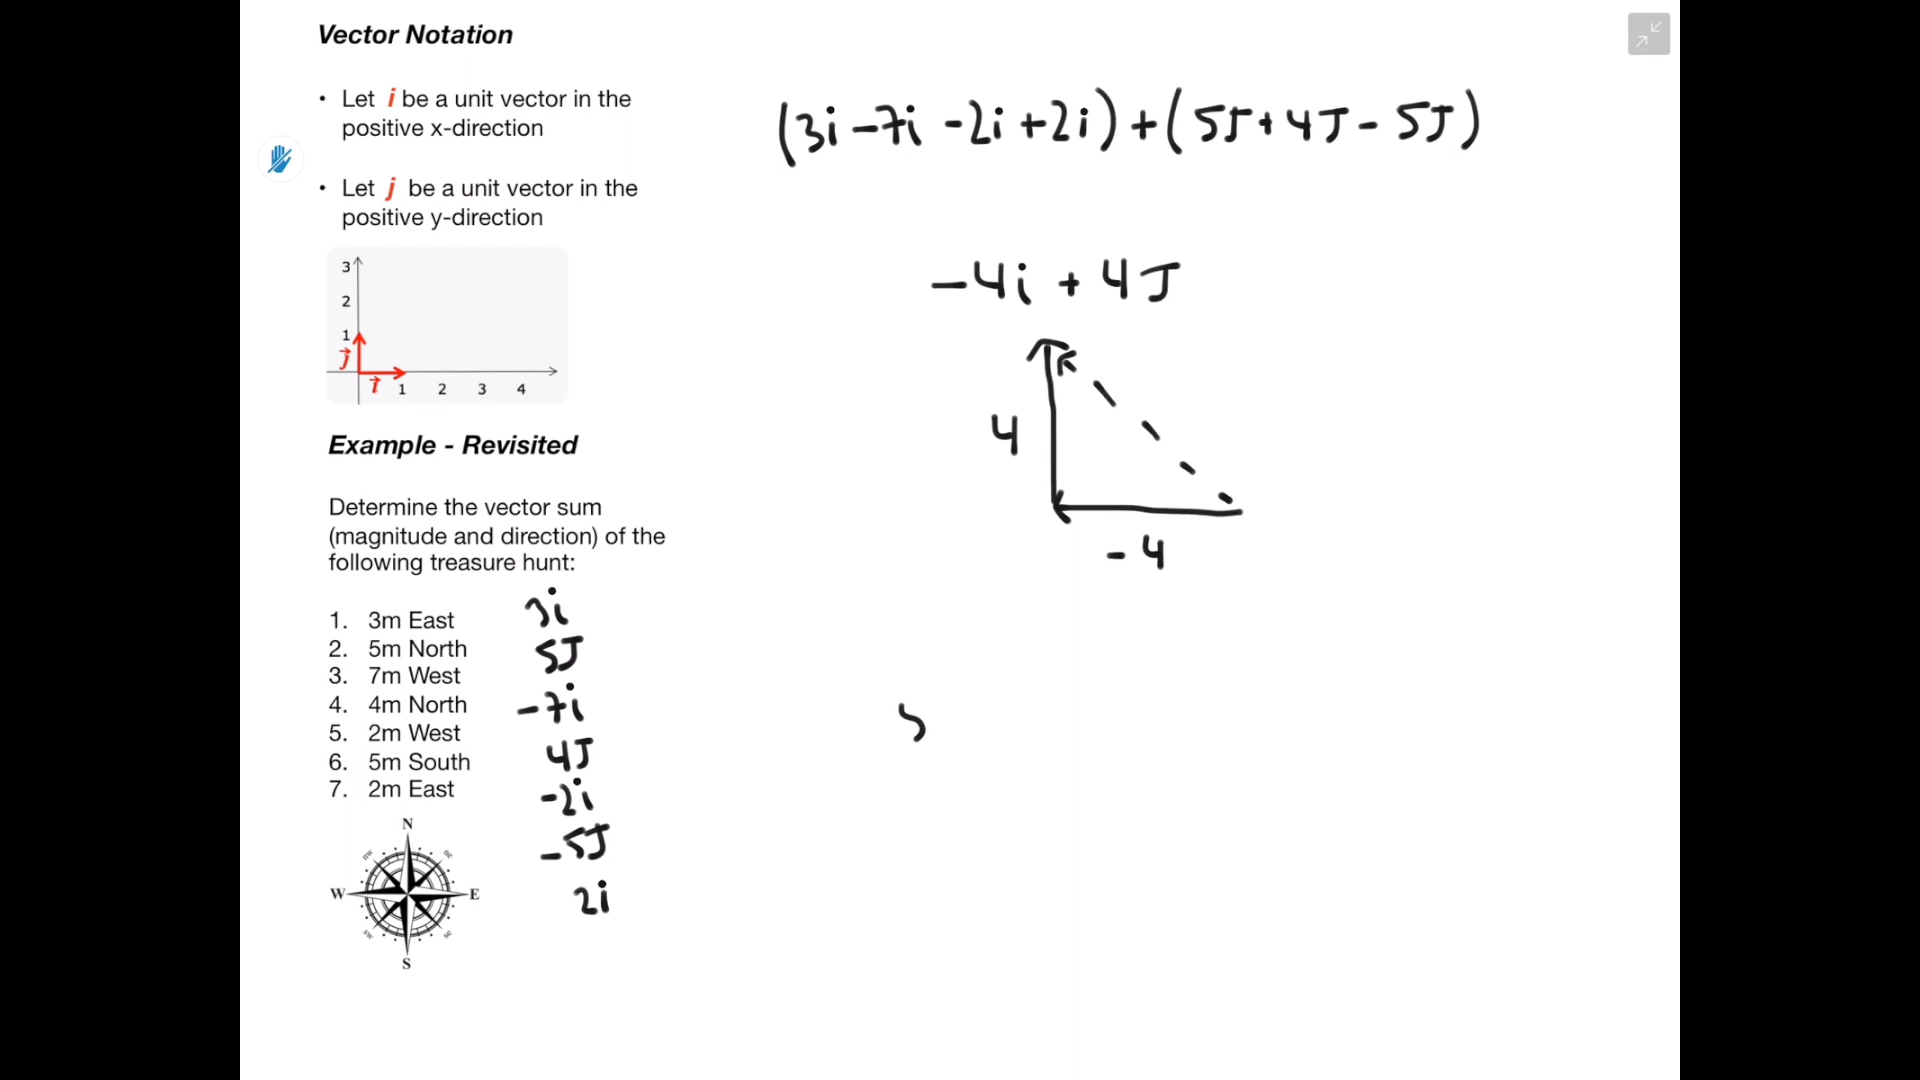 Vector Notation
• Let i be a unit vector in the
positive x-direction
• Let j be a unit vector in the
positive y-direction
3
2
1
j
i 1 2 3 4
Example - Revisited
Determine the vector sum
(magnitude and direction) of the
following treasure hunt:
1. 3m East 3i
2. 5m North 5J
3. 7m West -7i
4. 4m North 4J
5. 2m West -2i
6. 5m South -5J
7. 2m East 2i
N
nw ne
W E
sw se
S
(3i -7i -2i +2i) + (5J + 4J - 5J)
-4i + 4J
4
-4